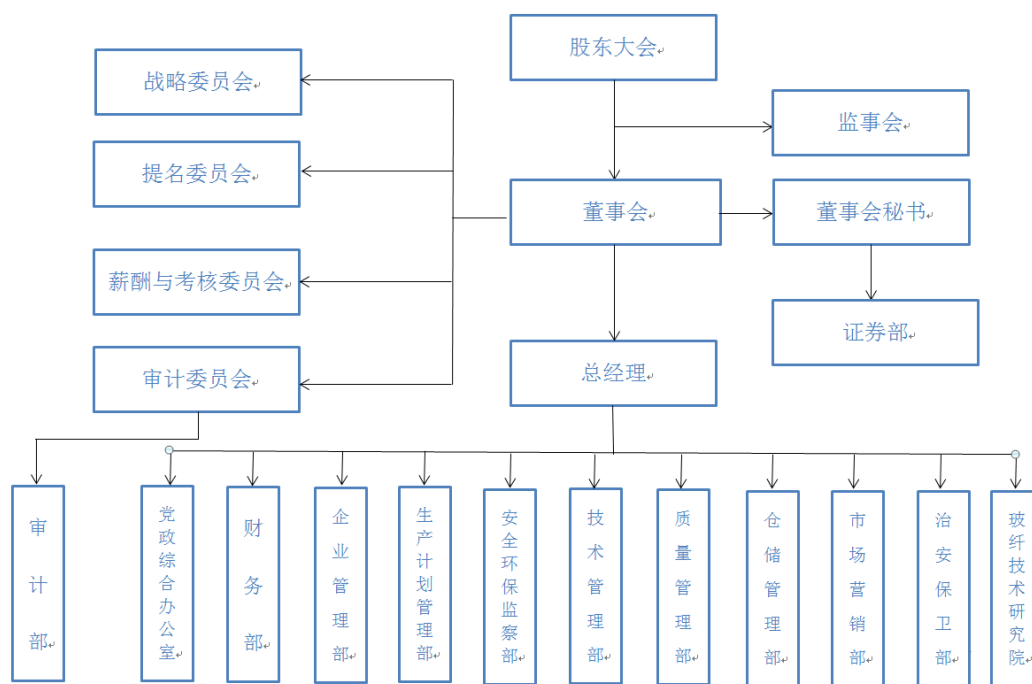 股东大会
战略委员会
监事会
提名委员会
董事会
董事会秘书
薪酬与考核委员会
证券部
审计委员会
总经理
审计部
党政综合办公室
财务部
企业管理部
生产计划管理部
安全环保监察部
技术管理部
质量管理部
仓储管理部
市场营销部
治安保卫部
玻纤技术研究院